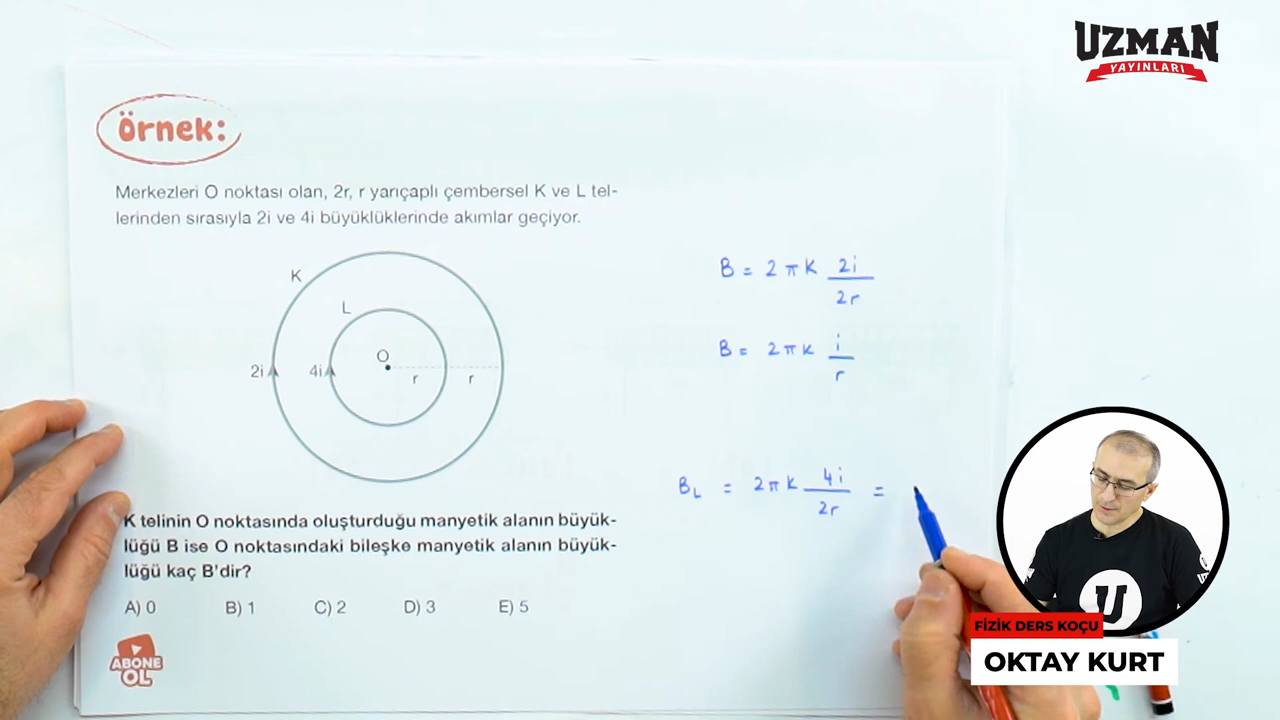 UZMAN
YAYINLARI
örnek:
Merkezleri O noktası olan, 2r, r yarıçaplı çembersel K ve L tel-
lerinden sırasıyla 2i ve 4i büyüklüklerinde akımlar geçiyor.
K
L
O
2i
4i
r
r
B = 2πK 2i
2r
B = 2πK i
r
B_L = 2πK 4i =
2r
K telinin O noktasında oluşturduğu manyetik alanın büyük-
lüğü B ise O noktasındaki bileşke manyetik alanın büyük-
lüğü kaç B'dir?
A) 0 B) 1 C) 2 D) 3 E) 5
ABONE
OL
U
FİZİK DERS KOÇU
OKTAY KURT